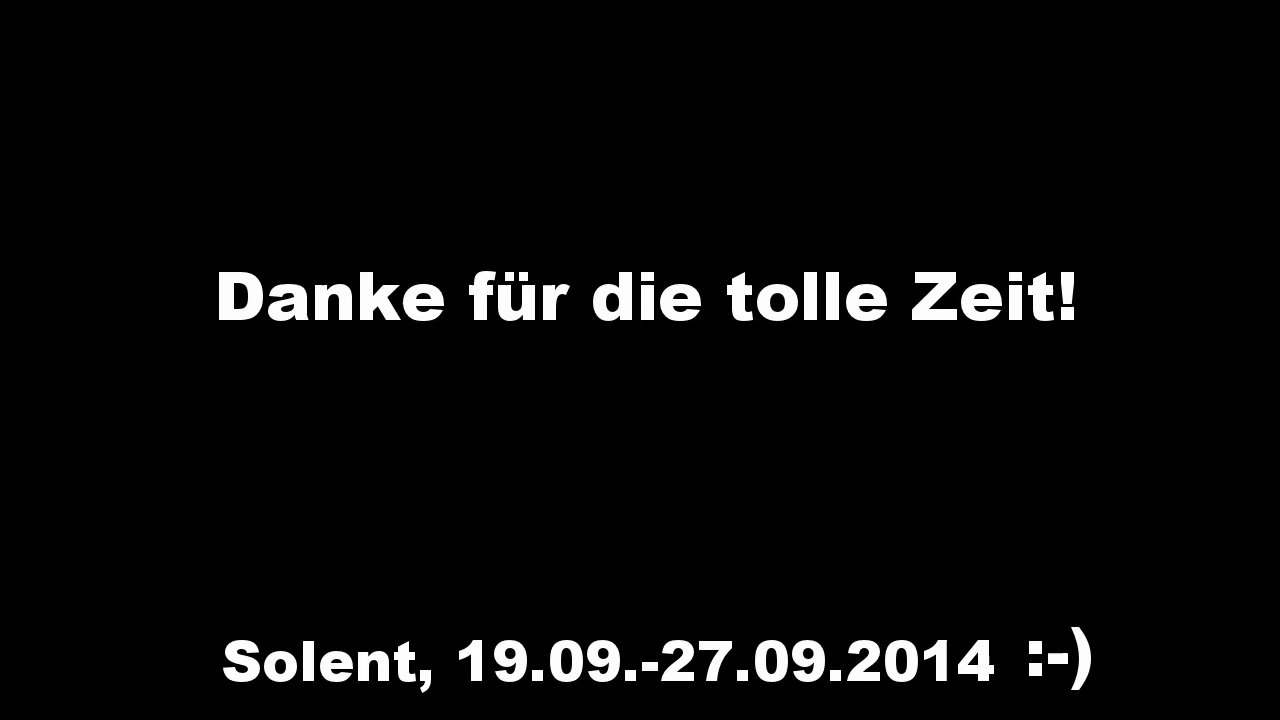 Danke für die tolle Zeit!
Solent, 19.09.-27.09.2014 :-)